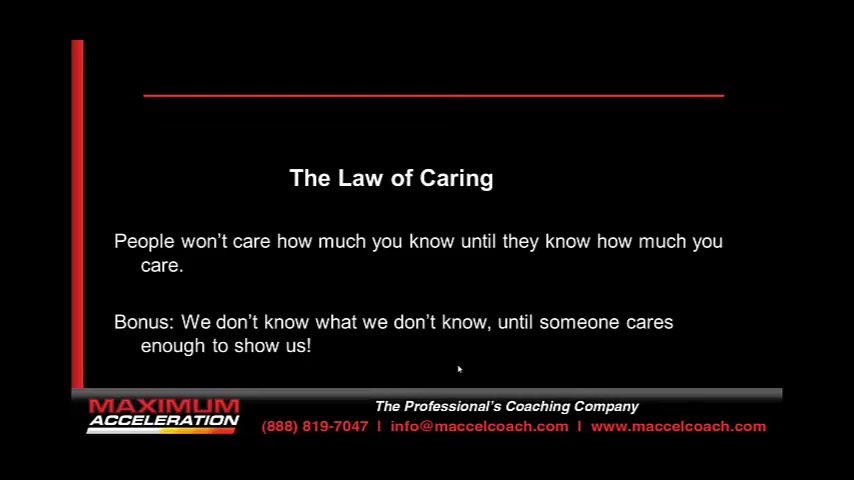 The Law of Caring
People won't care how much you know until they know how much you
care.
Bonus: We don't know what we don't know, until someone cares
enough to show us!
MAXIMUM
ACCELERATION
The Professional's Coaching Company
(888) 819-7047 | info@maccelcoach.com | www.maccelcoach.com